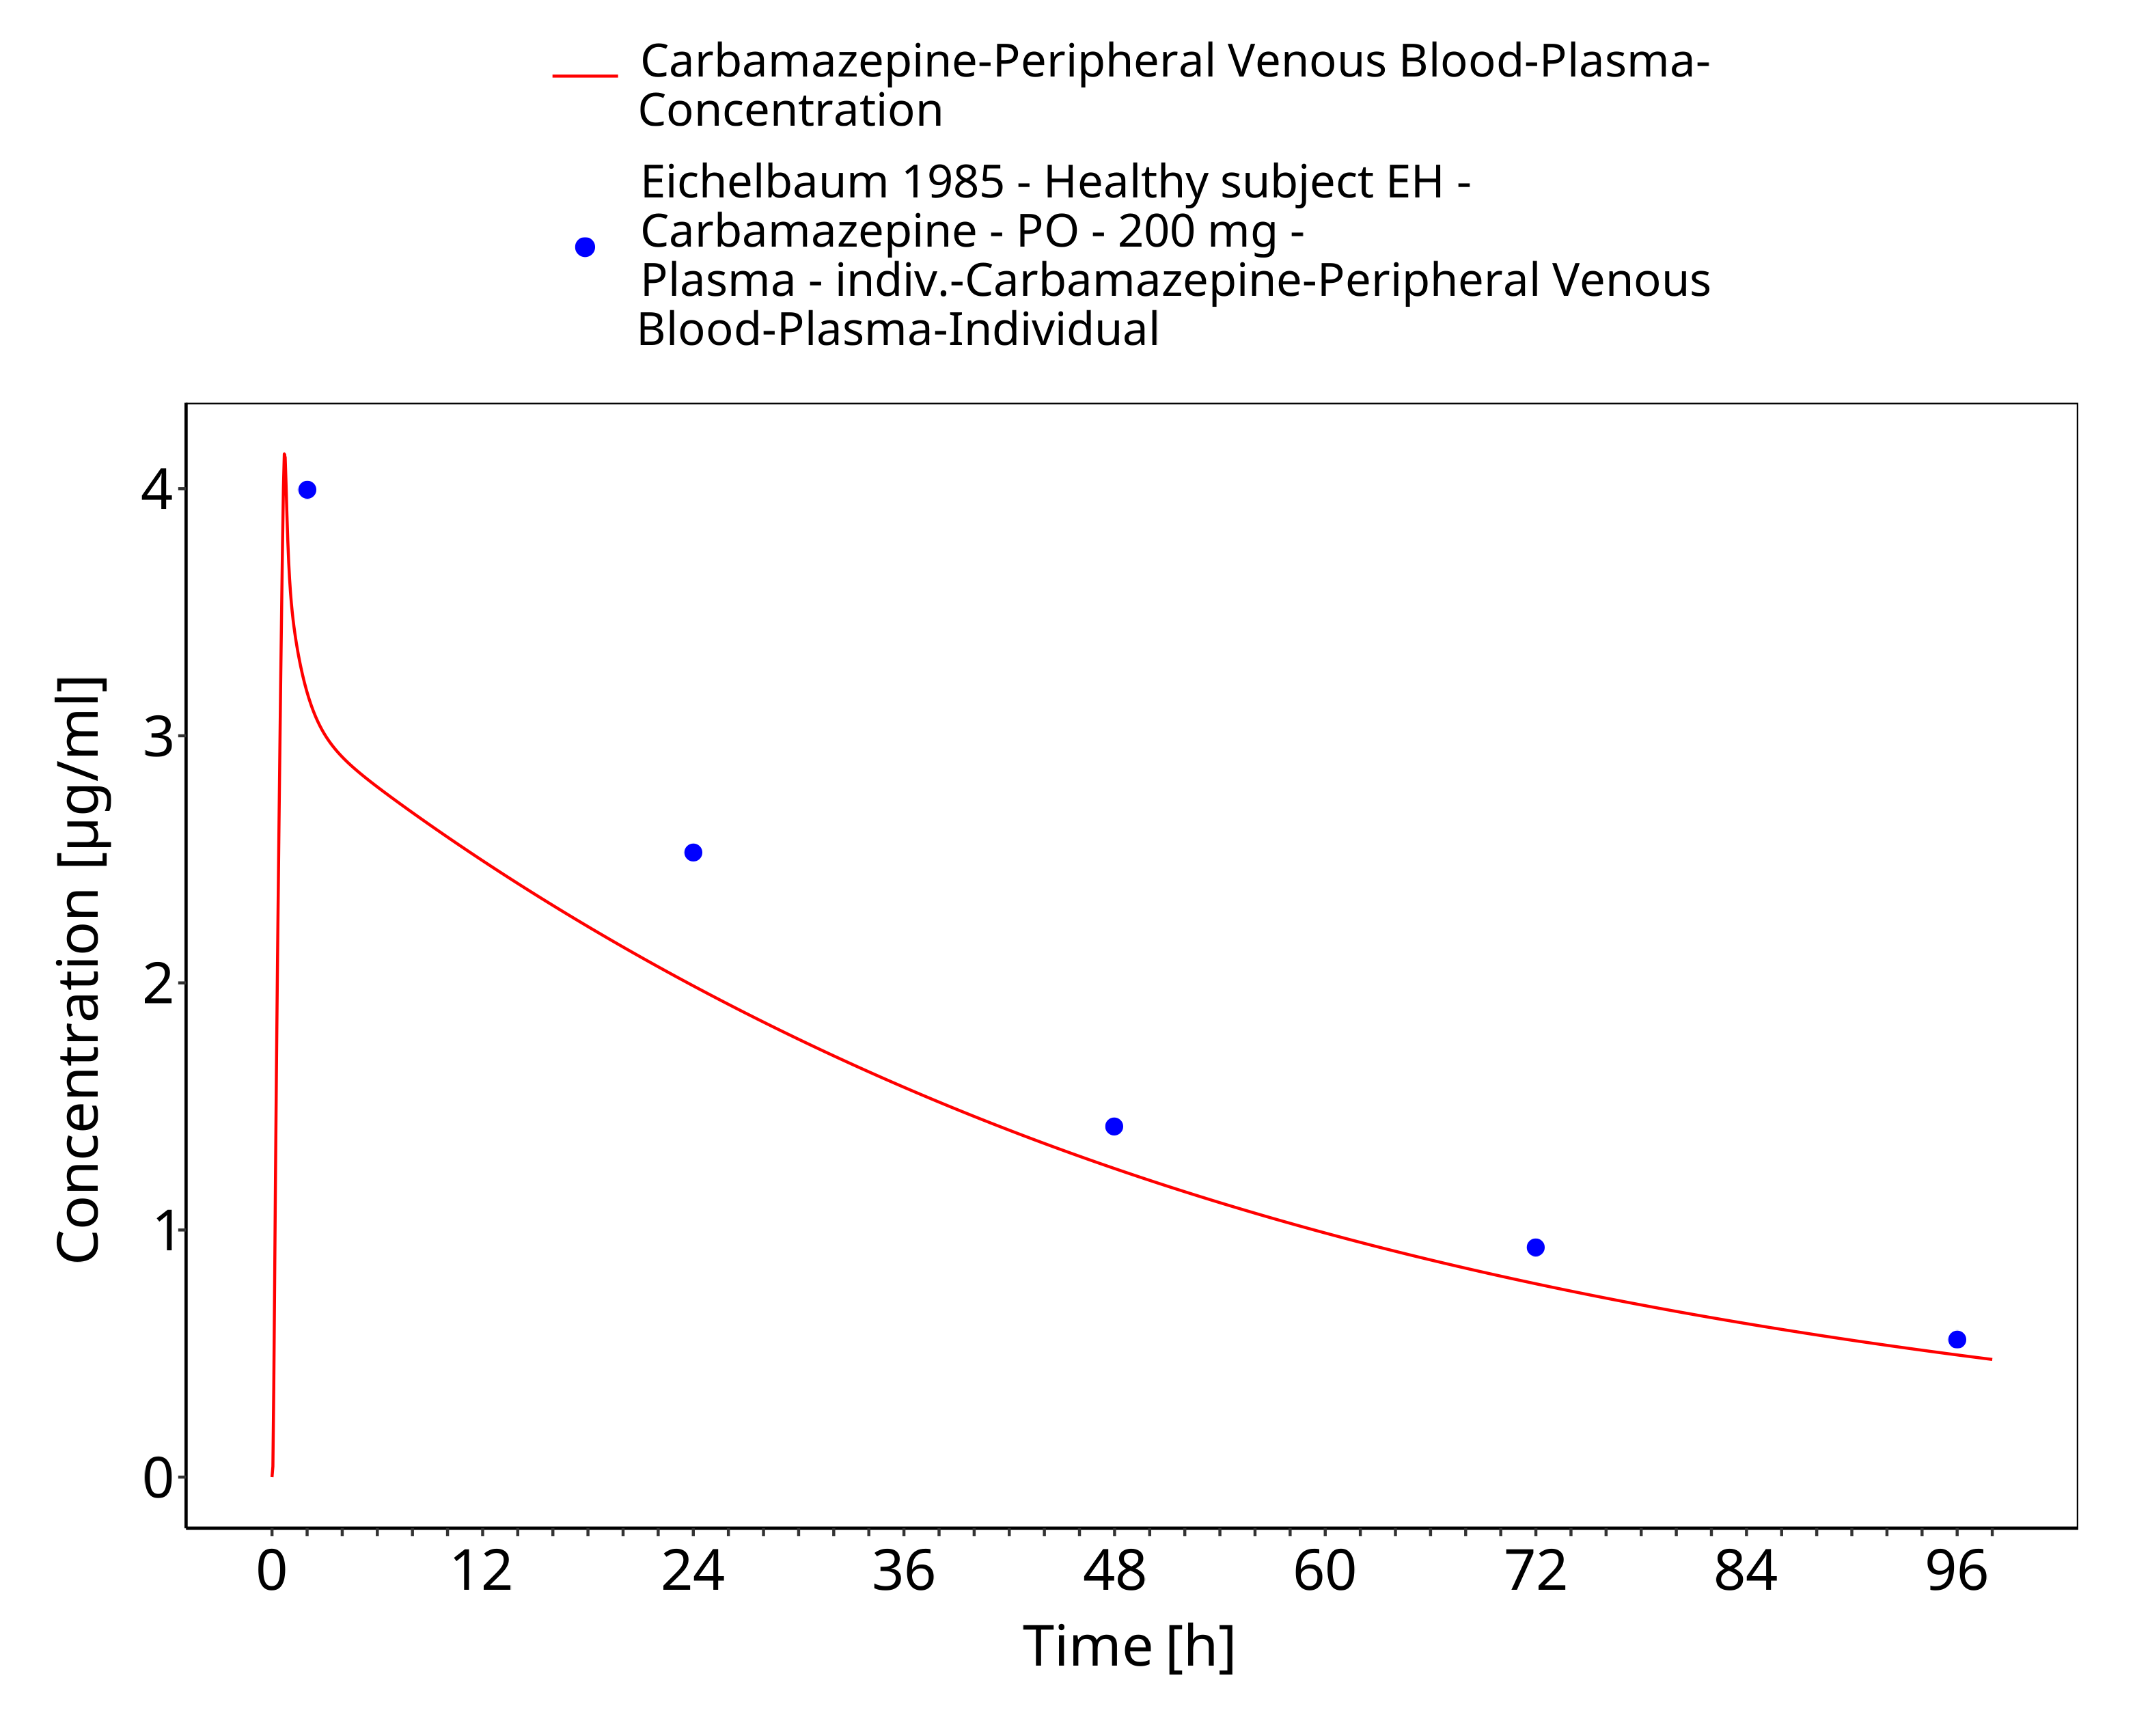 Carbamazepine-Peripheral Venous Blood-Plasma-
Concentration
Eichelbaum 1985 - Healthy subject EH -
Carbamazepine - PO - 200 mg -
Plasma - indiv.-Carbamazepine-Peripheral Venous
Blood-Plasma-Individual
Concentration [µg/ml]
4
3
2
1
0
0 12 24 36 48 60 72 84 96
Time [h]